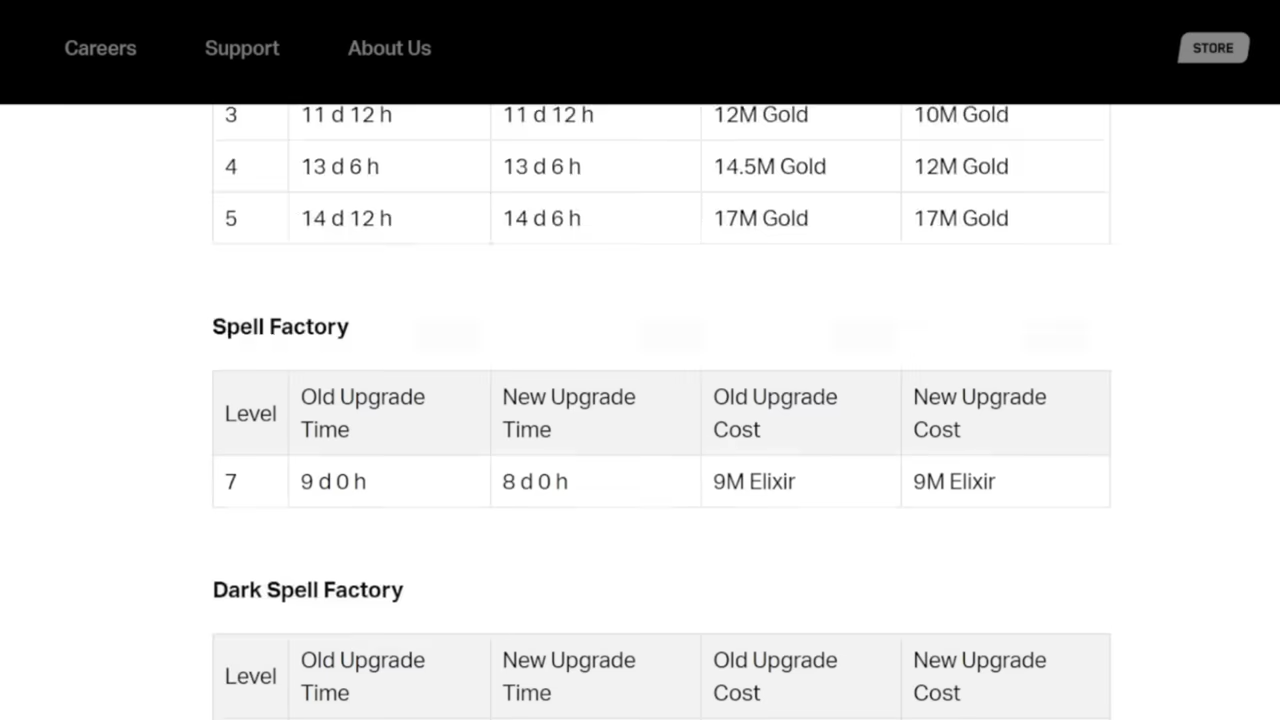 Careers Support About Us STORE
3 11 d 12 h 11 d 12 h 12M Gold 10M Gold
4 13 d 6 h 13 d 6 h 14.5M Gold 12M Gold
5 14 d 12 h 14 d 6 h 17M Gold 17M Gold
Spell Factory
Level Old Upgrade Time New Upgrade Time Old Upgrade Cost New Upgrade Cost
7 9 d 0 h 8 d 0 h 9M Elixir 9M Elixir
Dark Spell Factory
Level Old Upgrade Time New Upgrade Time Old Upgrade Cost New Upgrade Cost